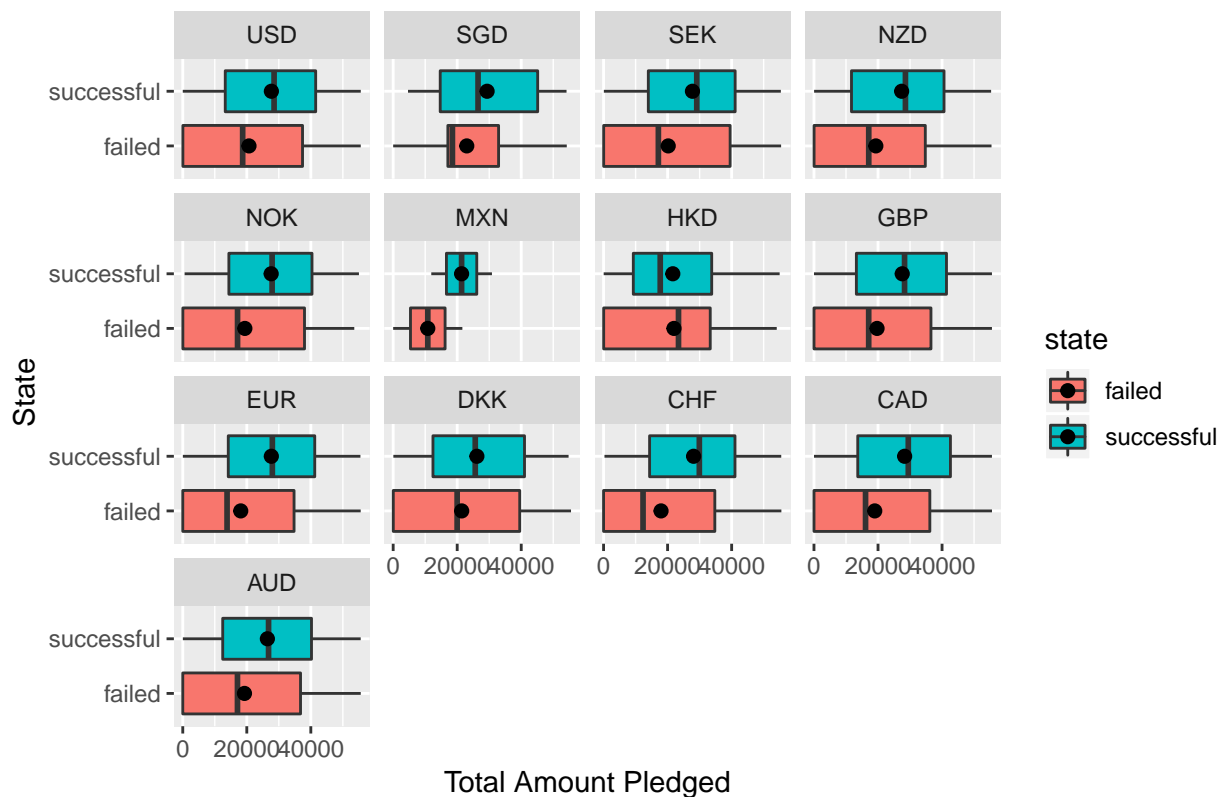 USD SGD SEK NZD
successful
failed
NOK MXN HKD GBP
successful
failed
EUR DKK CHF CAD
successful
failed
0 20000 40000 0 20000 40000 0 20000 40000
AUD
successful
failed
0 20000 40000
State
Total Amount Pledged
state
failed
successful